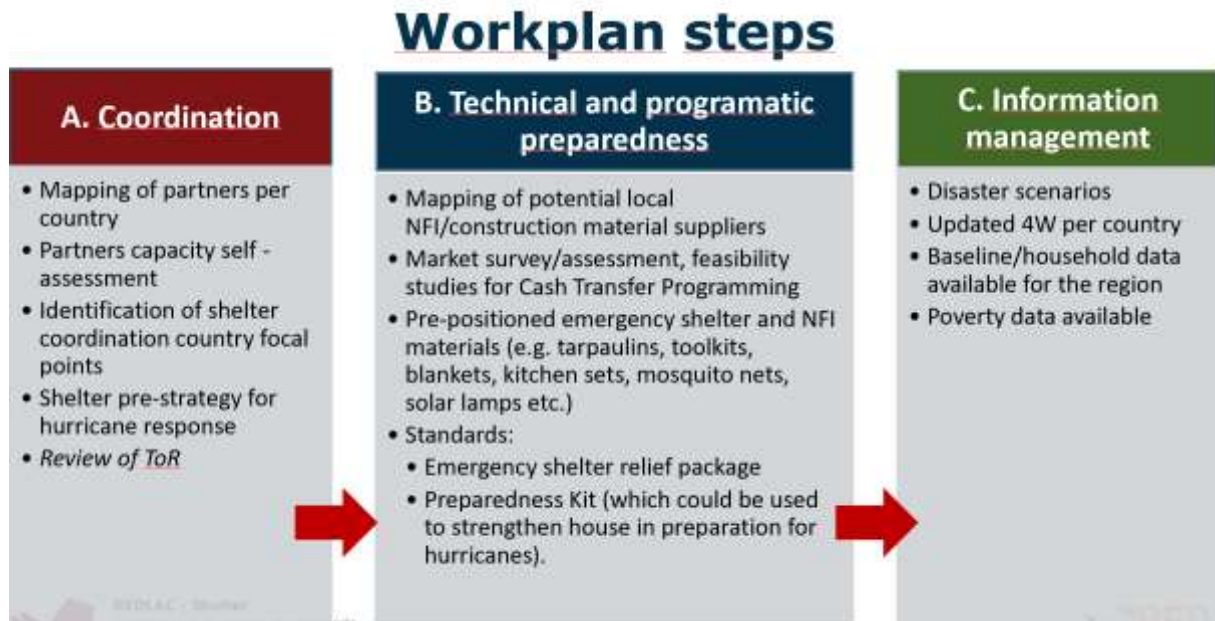 Workplan steps
A. Coordination
• Mapping of partners per
country
• Partners capacity self -
assessment
• Identification of shelter
coordination country focal
points
• Shelter pre-strategy for
hurricane response
• Review of ToR
B. Technical and programatic
preparedness
• Mapping of potential local
NFI/construction material suppliers
• Market survey/assessment, feasibility
studies for Cash Transfer Programming
• Pre-positioned emergency shelter and NFI
materials (e.g. tarpaulins, toolkits,
blankets, kitchen sets, mosquito nets,
solar lamps etc.)
• Standards:
• Emergency shelter relief package
• Preparedness Kit (which could be used
to strengthen house in preparation for
hurricanes).
C. Information
management
• Disaster scenarios
• Updated 4W per country
• Baseline/household data
available for the region
• Poverty data available